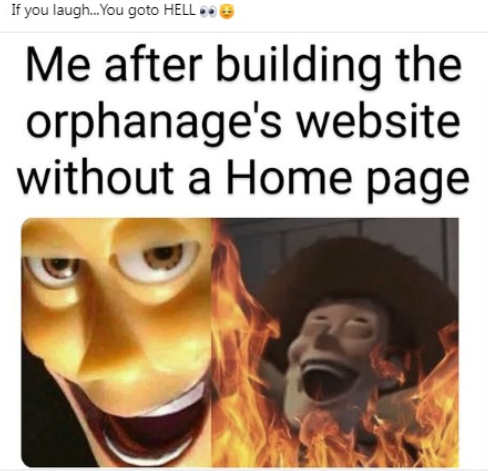 If you laugh...You goto HELL 👀😌
Me after building the
orphanage's website
without a Home page